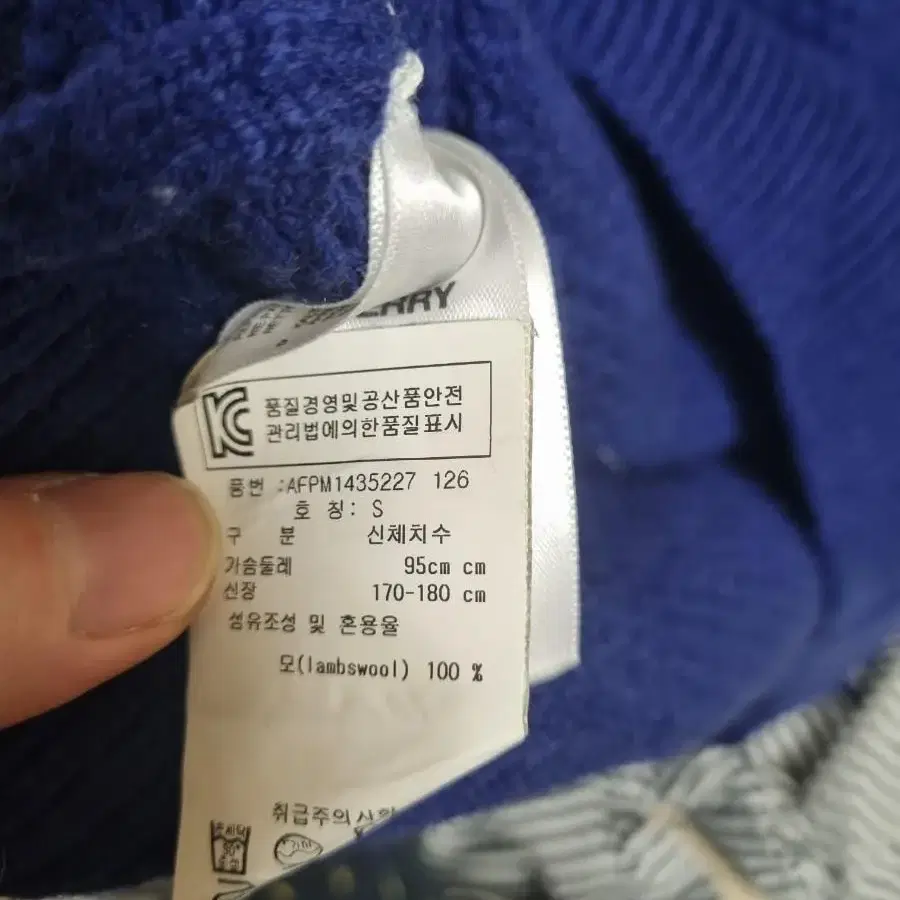 ERRY
품질경영및공산품안전
관리법에의한품질표시
품번 :AFPM1435227 126
호 칭: S
구 분 신체치수
가슴둘레 95cm cm
신장 170-180 cm
섬유조성 및 혼용율
모(lambswool) 100 %
취급주의사항